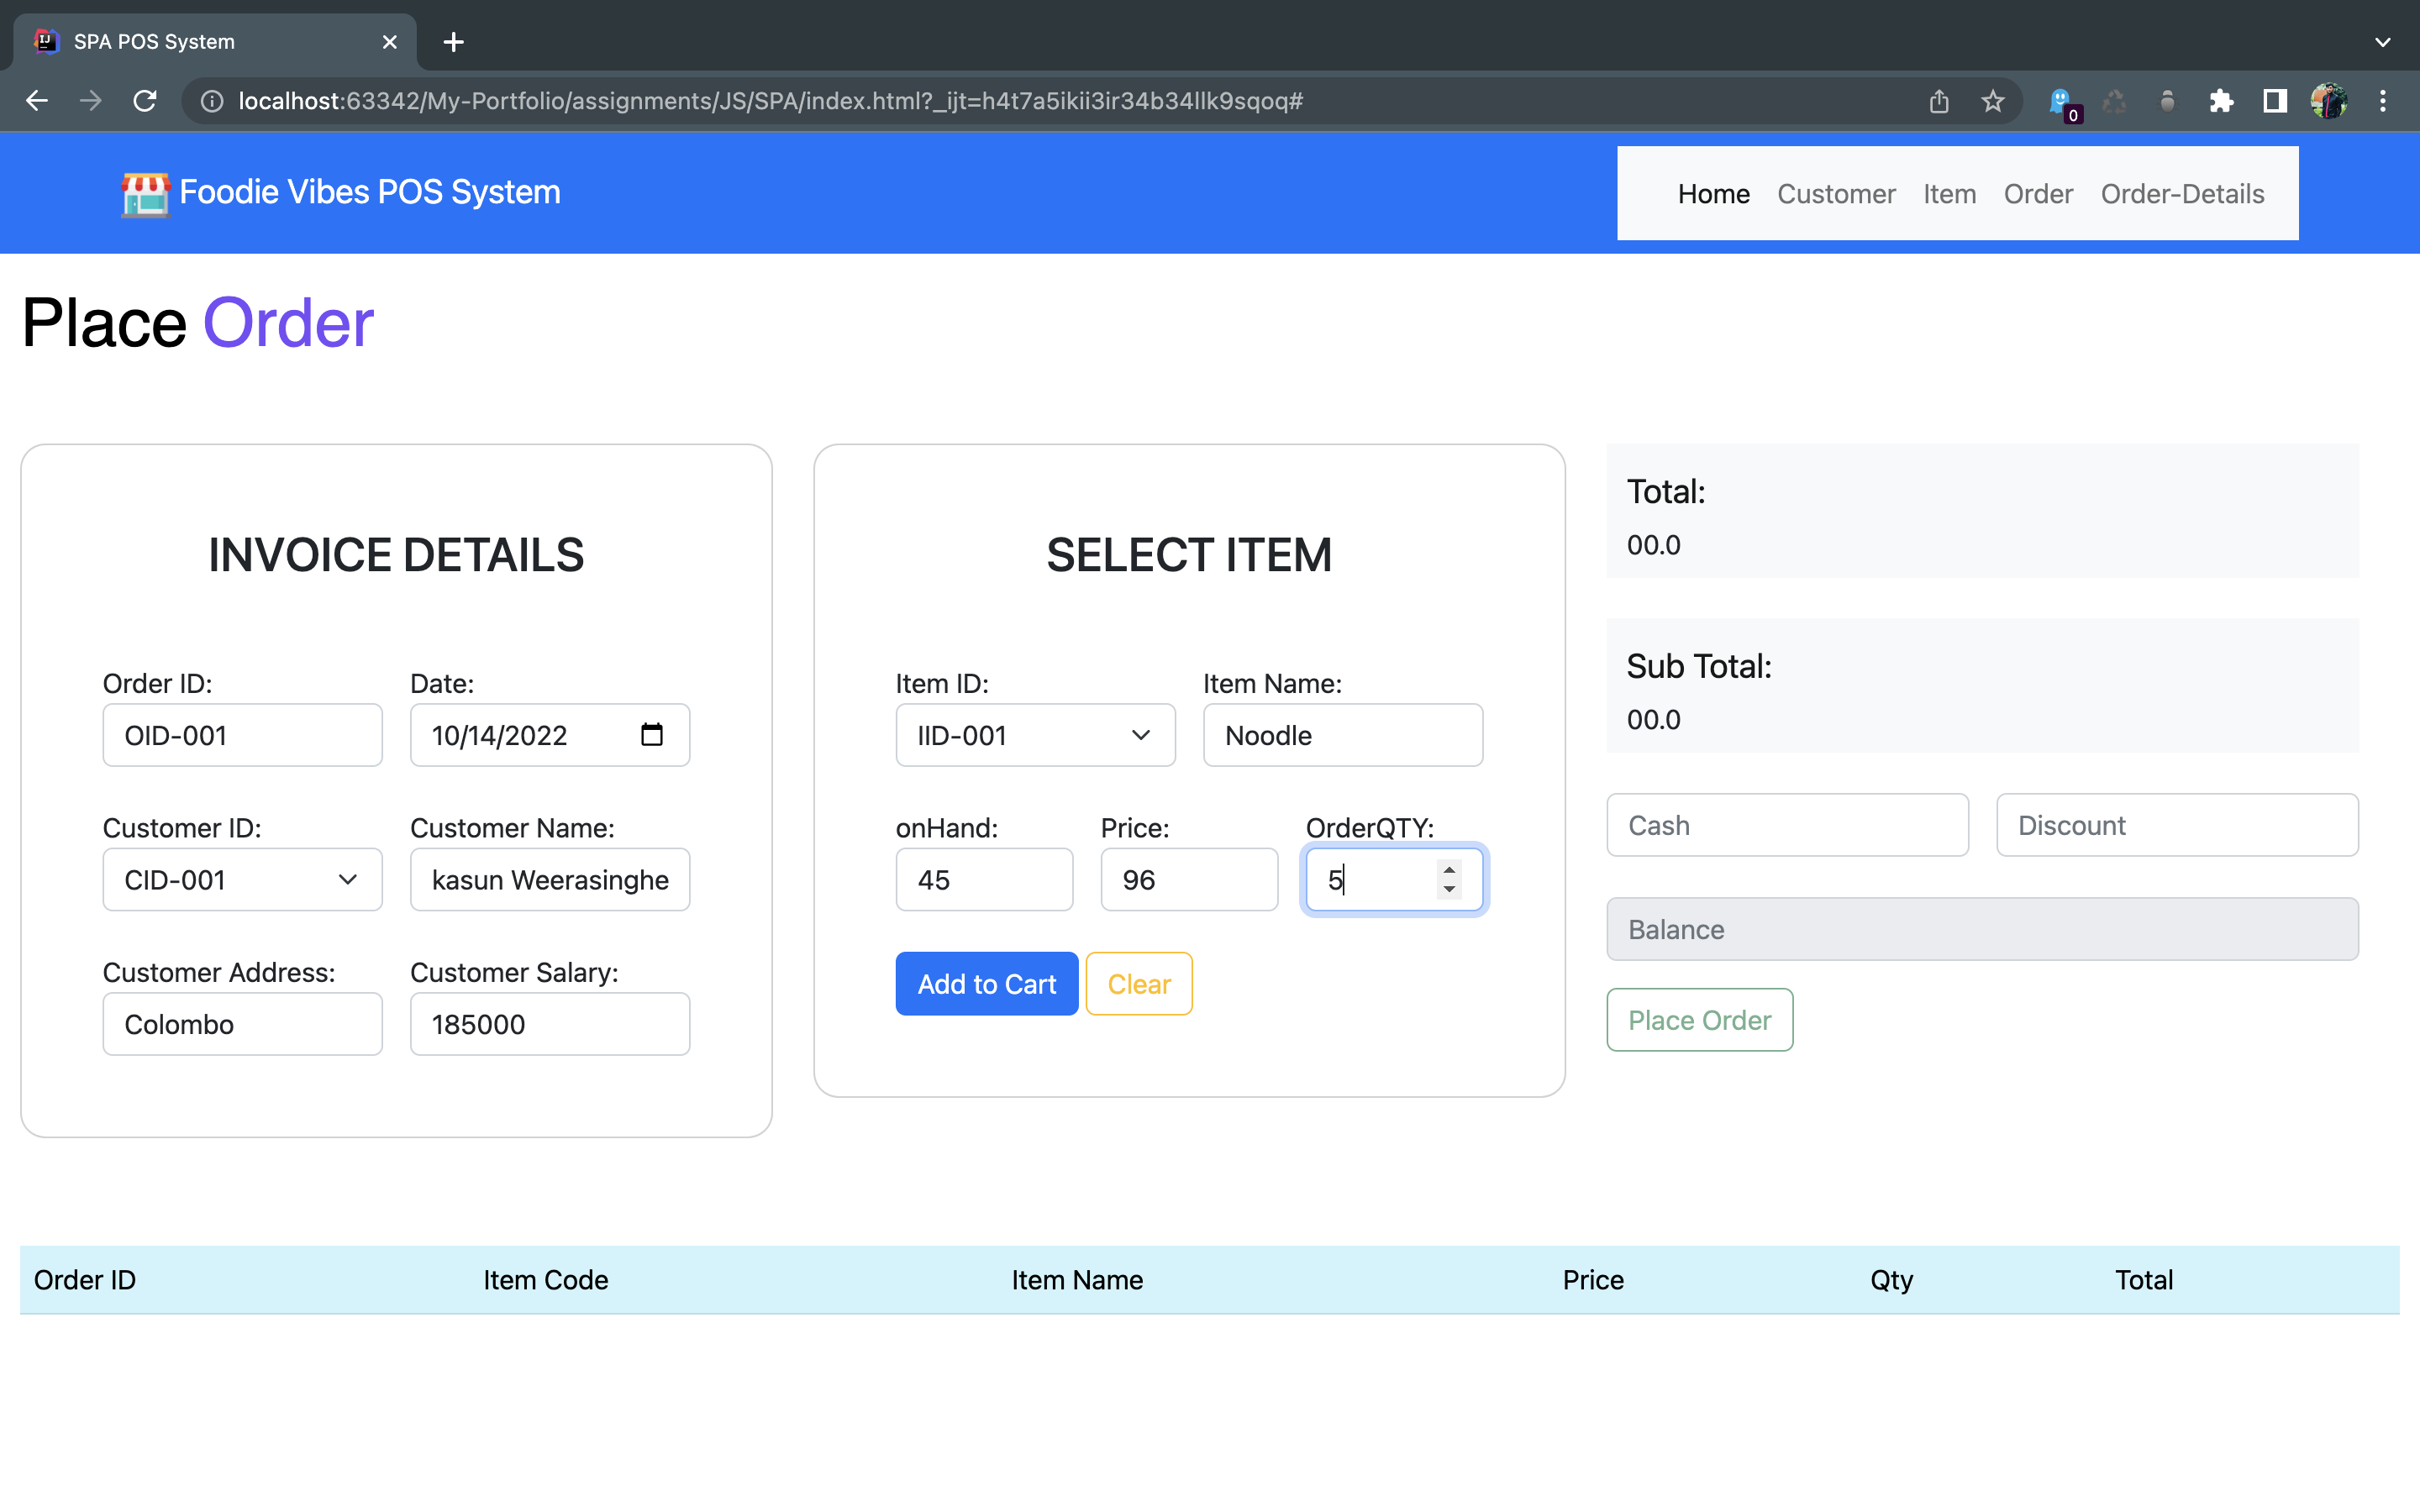 SPA POS System
localhost:63342/My-Portfolio/assignments/JS/SPA/index.html?_ijt=h4t7a5ikii3ir34b34llk9sqoq#
0
Foodie Vibes POS System
Home Customer Item Order Order-Details
Place Order
INVOICE DETAILS
Order ID: Date:
OID-001 10/14/2022
Customer ID: Customer Name:
CID-001 kasun Weerasinghe
Customer Address: Customer Salary:
Colombo 185000
SELECT ITEM
Item ID: Item Name:
IID-001 Noodle
onHand: Price: OrderQTY:
45 96 5
Add to Cart Clear
Total:
00.0
Sub Total:
00.0
Cash Discount
Balance
Place Order
Order ID Item Code Item Name Price Qty Total